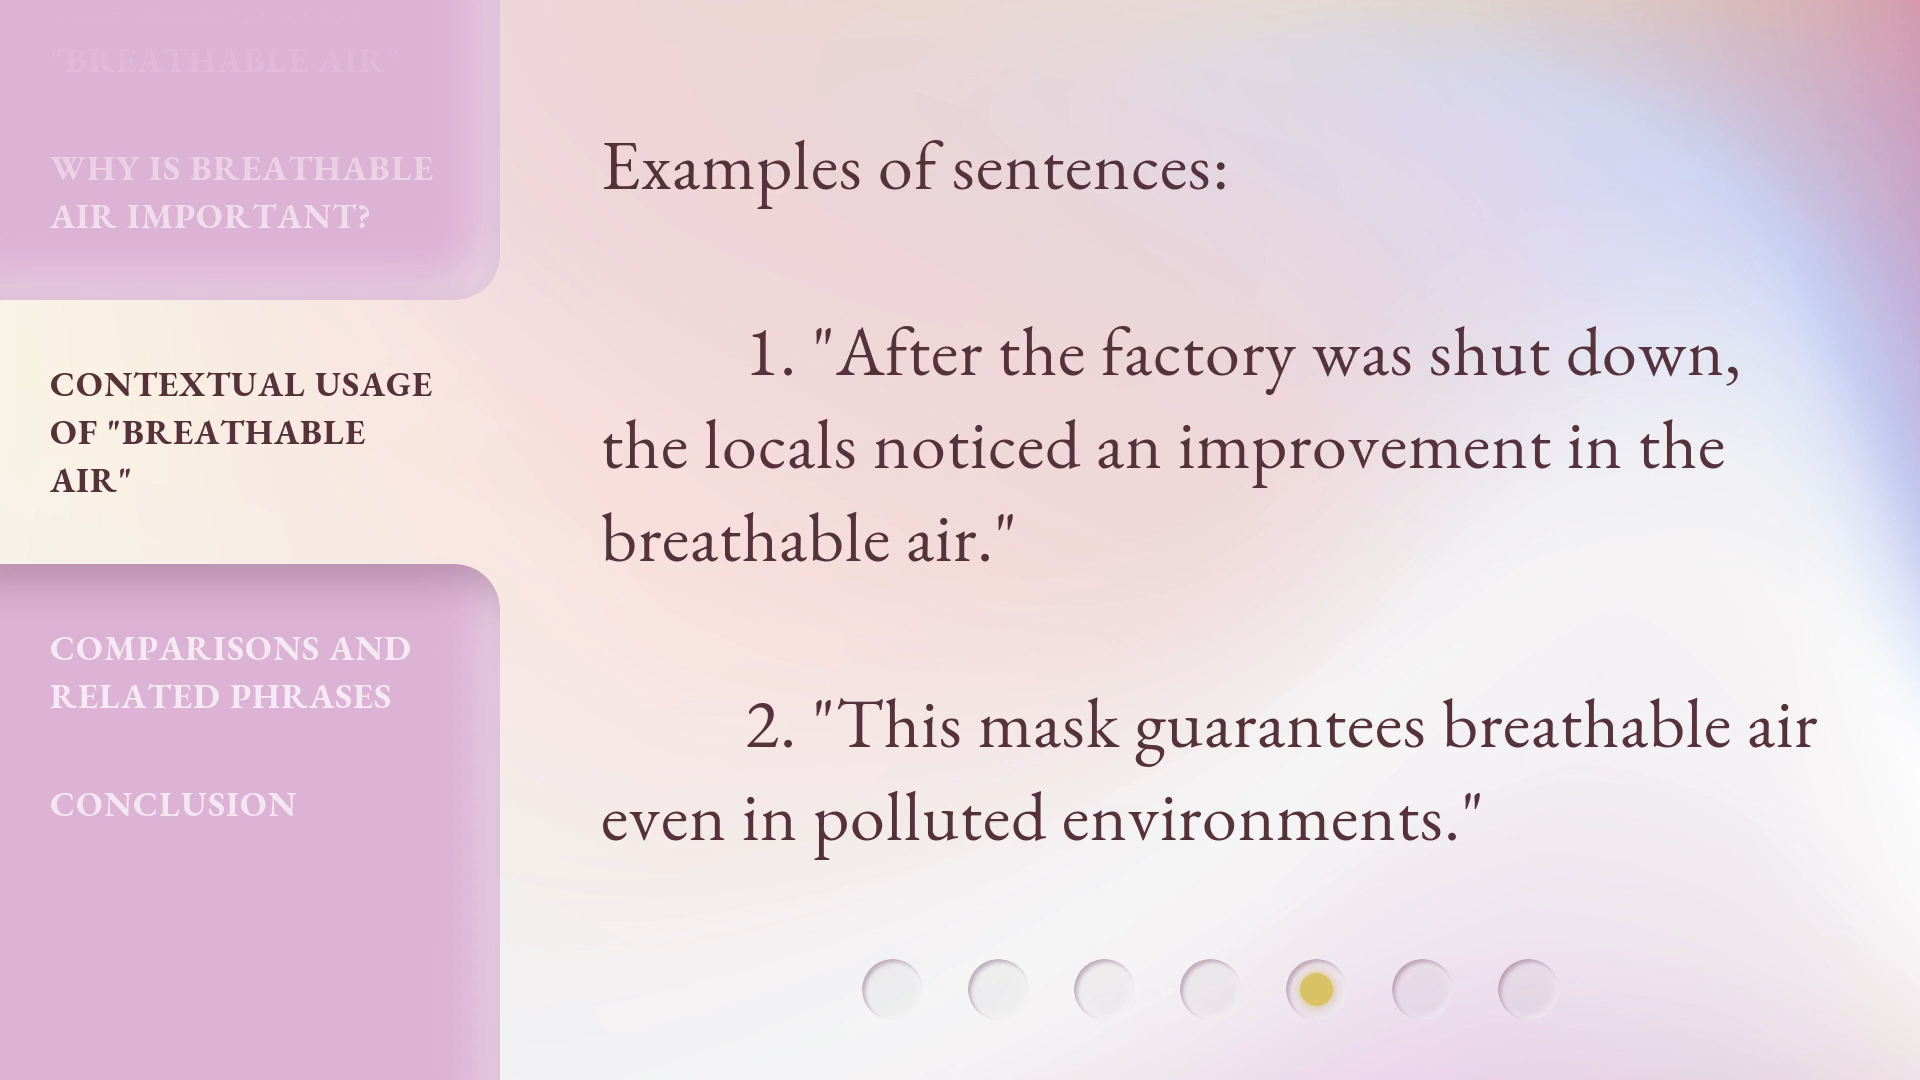 "BREATHABLE AIR"
WHY IS BREATHABLE
AIR IMPORTANT?
CONTEXTUAL USAGE
OF "BREATHABLE
AIR"
COMPARISONS AND
RELATED PHRASES
CONCLUSION
Examples of sentences:
1. "After the factory was shut down,
the locals noticed an improvement in the
breathable air."
2. "This mask guarantees breathable air
even in polluted environments."